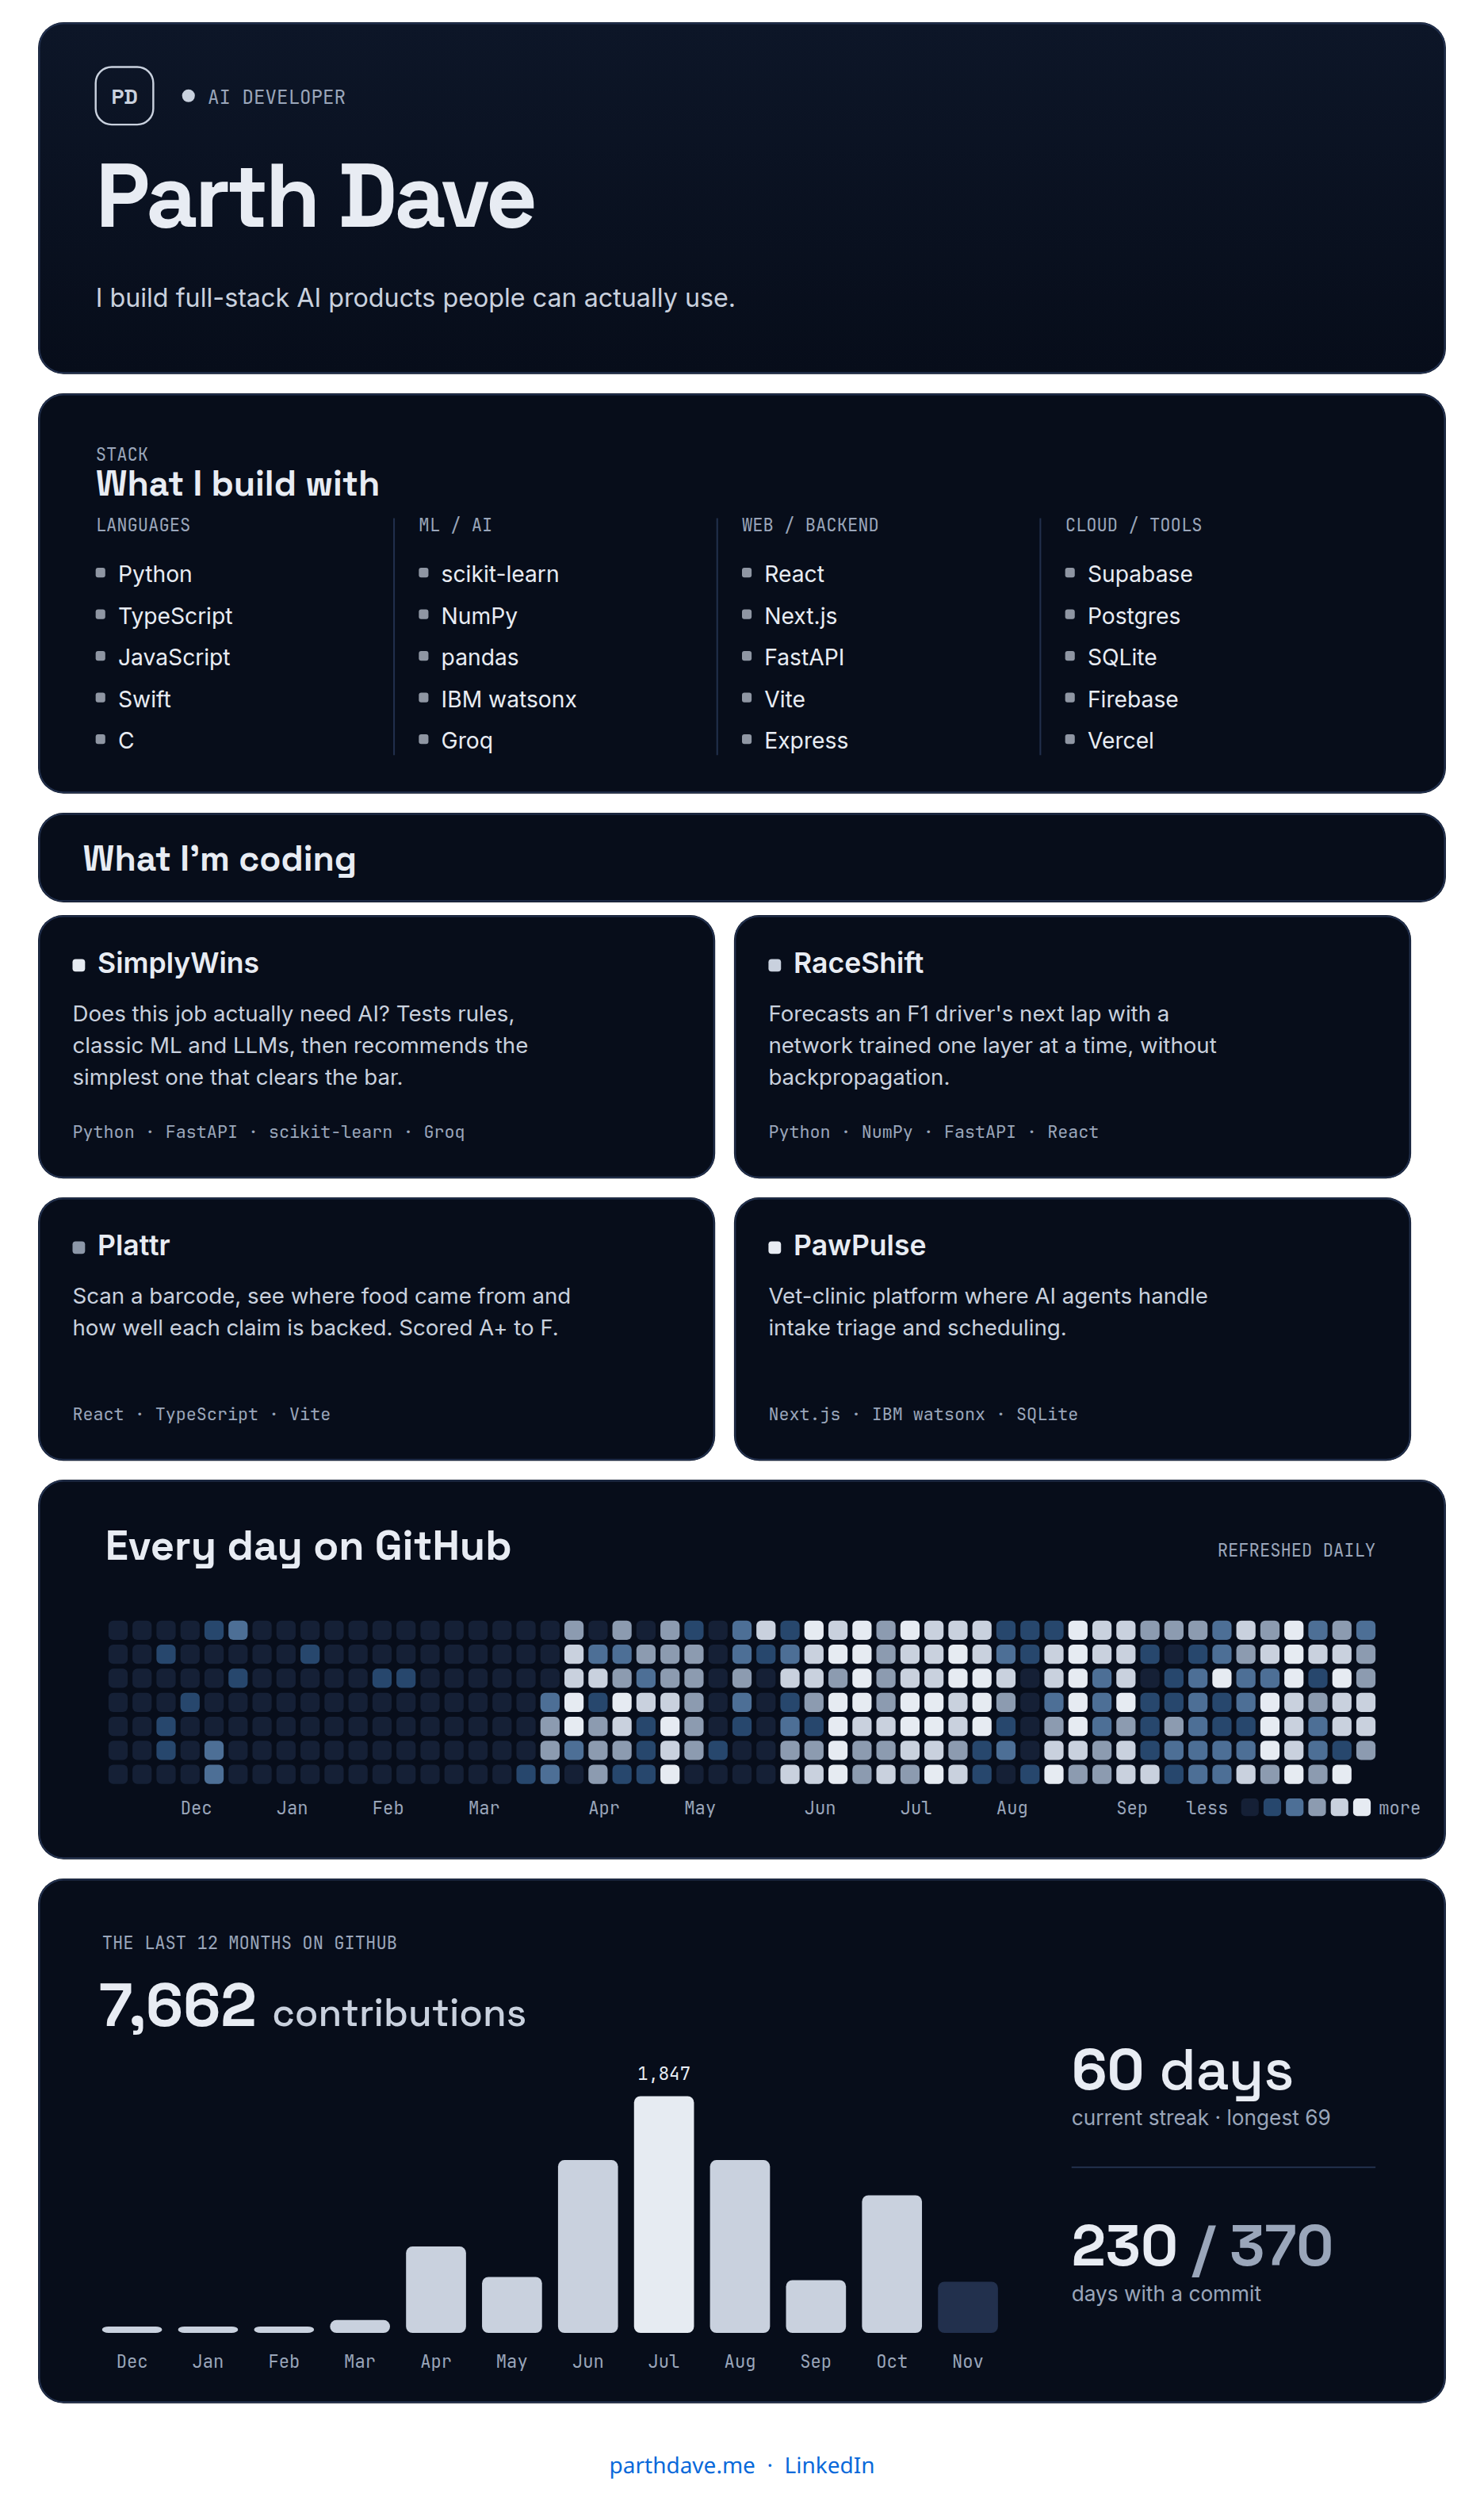 PD
AI DEVELOPER
Parth Dave
I build full-stack AI products people can actually use.
STACK
What I build with
LANGUAGES
Python
TypeScript
JavaScript
Swift
C
ML / AI
scikit-learn
NumPy
pandas
IBM watsonx
Groq
WEB / BACKEND
React
Next.js
FastAPI
Vite
Express
CLOUD / TOOLS
Supabase
Postgres
SQLite
Firebase
Vercel
What I’m coding
SimplyWins
Does this job actually need AI? Tests rules,
classic ML and LLMs, then recommends the
simplest one that clears the bar.
Python · FastAPI · scikit-learn · Groq
RaceShift
Forecasts an F1 driver's next lap with a
network trained one layer at a time, without
backpropagation.
Python · NumPy · FastAPI · React
Plattr
Scan a barcode, see where food came from and
how well each claim is backed. Scored A+ to F.
React · TypeScript · Vite
PawPulse
Vet-clinic platform where AI agents handle
intake triage and scheduling.
Next.js · IBM watsonx · SQLite
Every day on GitHub
REFRESHED DAILY
Dec Jan Feb Mar Apr May Jun Jul Aug Sep less more
THE LAST 12 MONTHS ON GITHUB
7,662 contributions
1,847
Dec Jan Feb Mar Apr May Jun Jul Aug Sep Oct Nov
60 days
current streak · longest 69
230 / 370
days with a commit
parthdave.me · LinkedIn